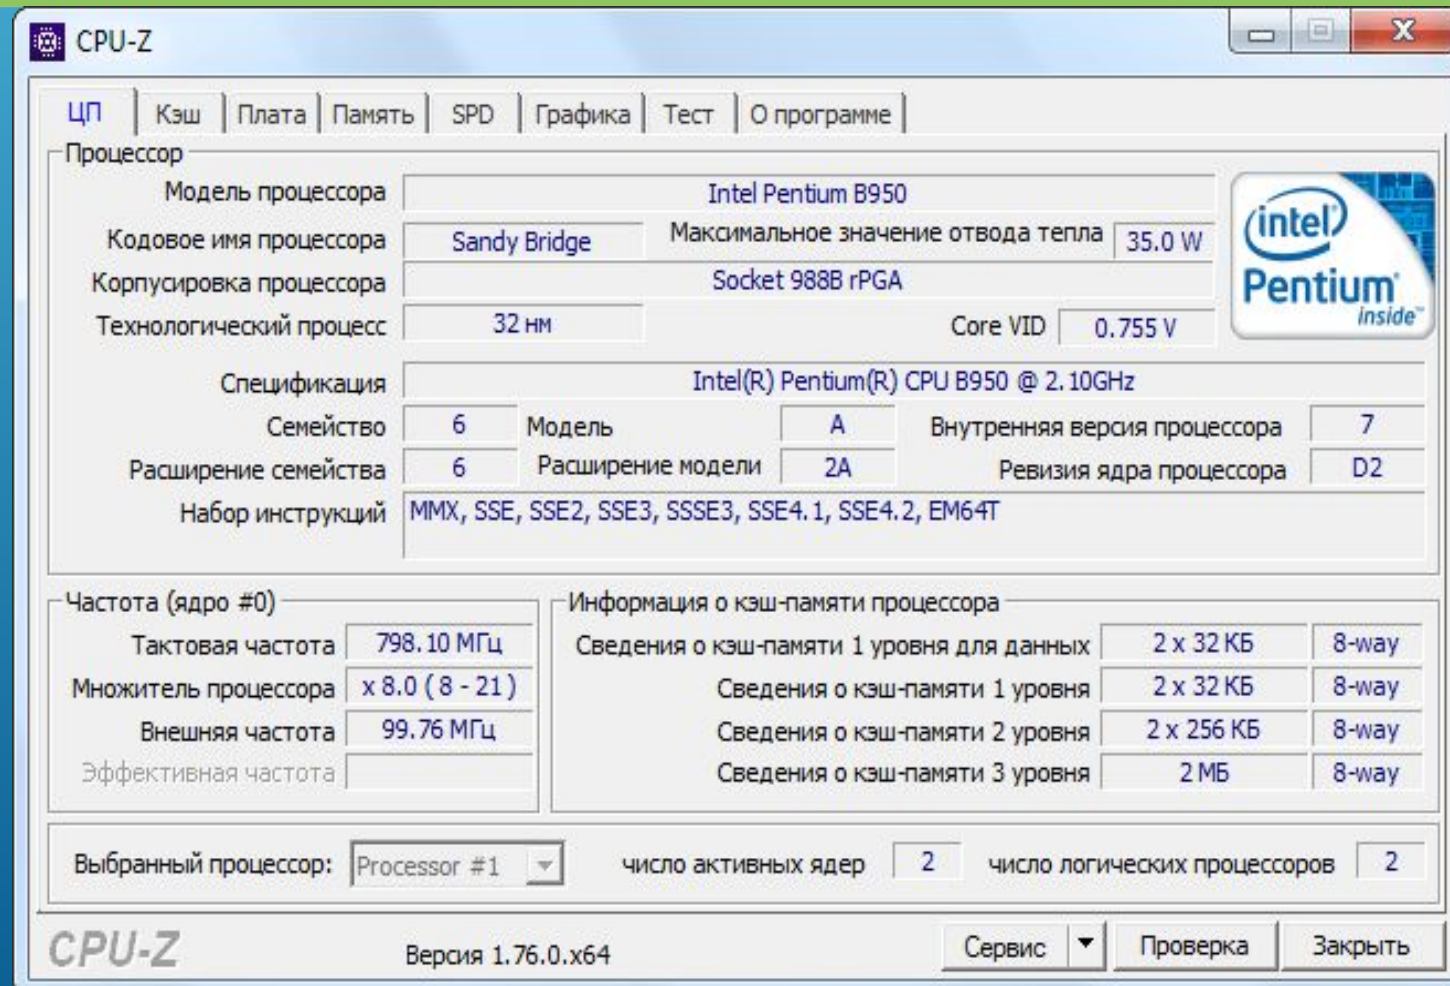 CPU-Z
ЦП Кэш Плата Память SPD Графика Тест О программе
Процессор
Модель процессора Intel Pentium B950
Кодовое имя процессора Sandy Bridge Максимальное значение отвода тепла 35.0 W
Корпусировка процессора Socket 988B rPGA
Технологический процесс 32 нм Core VID 0.755 V
intel
Pentium
inside™
Спецификация Intel(R) Pentium(R) CPU B950 @ 2.10GHz
Семейство 6 Модель A Внутренняя версия процессора 7
Расширение семейства 6 Расширение модели 2A Ревизия ядра процессора D2
Набор инструкций MMX, SSE, SSE2, SSE3, SSSE3, SSE4.1, SSE4.2, EM64T
Частота (ядро #0)
Тактовая частота 798.10 МГц
Множитель процессора x 8.0 ( 8 - 21 )
Внешняя частота 99.76 МГц
Эффективная частота
Информация о кэш-памяти процессора
Сведения о кэш-памяти 1 уровня для данных 2 x 32 КБ 8-way
Сведения о кэш-памяти 1 уровня 2 x 32 КБ 8-way
Сведения о кэш-памяти 2 уровня 2 x 256 КБ 8-way
Сведения о кэш-памяти 3 уровня 2 МБ 8-way
Выбранный процессор: Processor #1 число активных ядер 2 число логических процессоров 2
CPU-Z Версия 1.76.0.x64 Сервис Проверка Закрыть